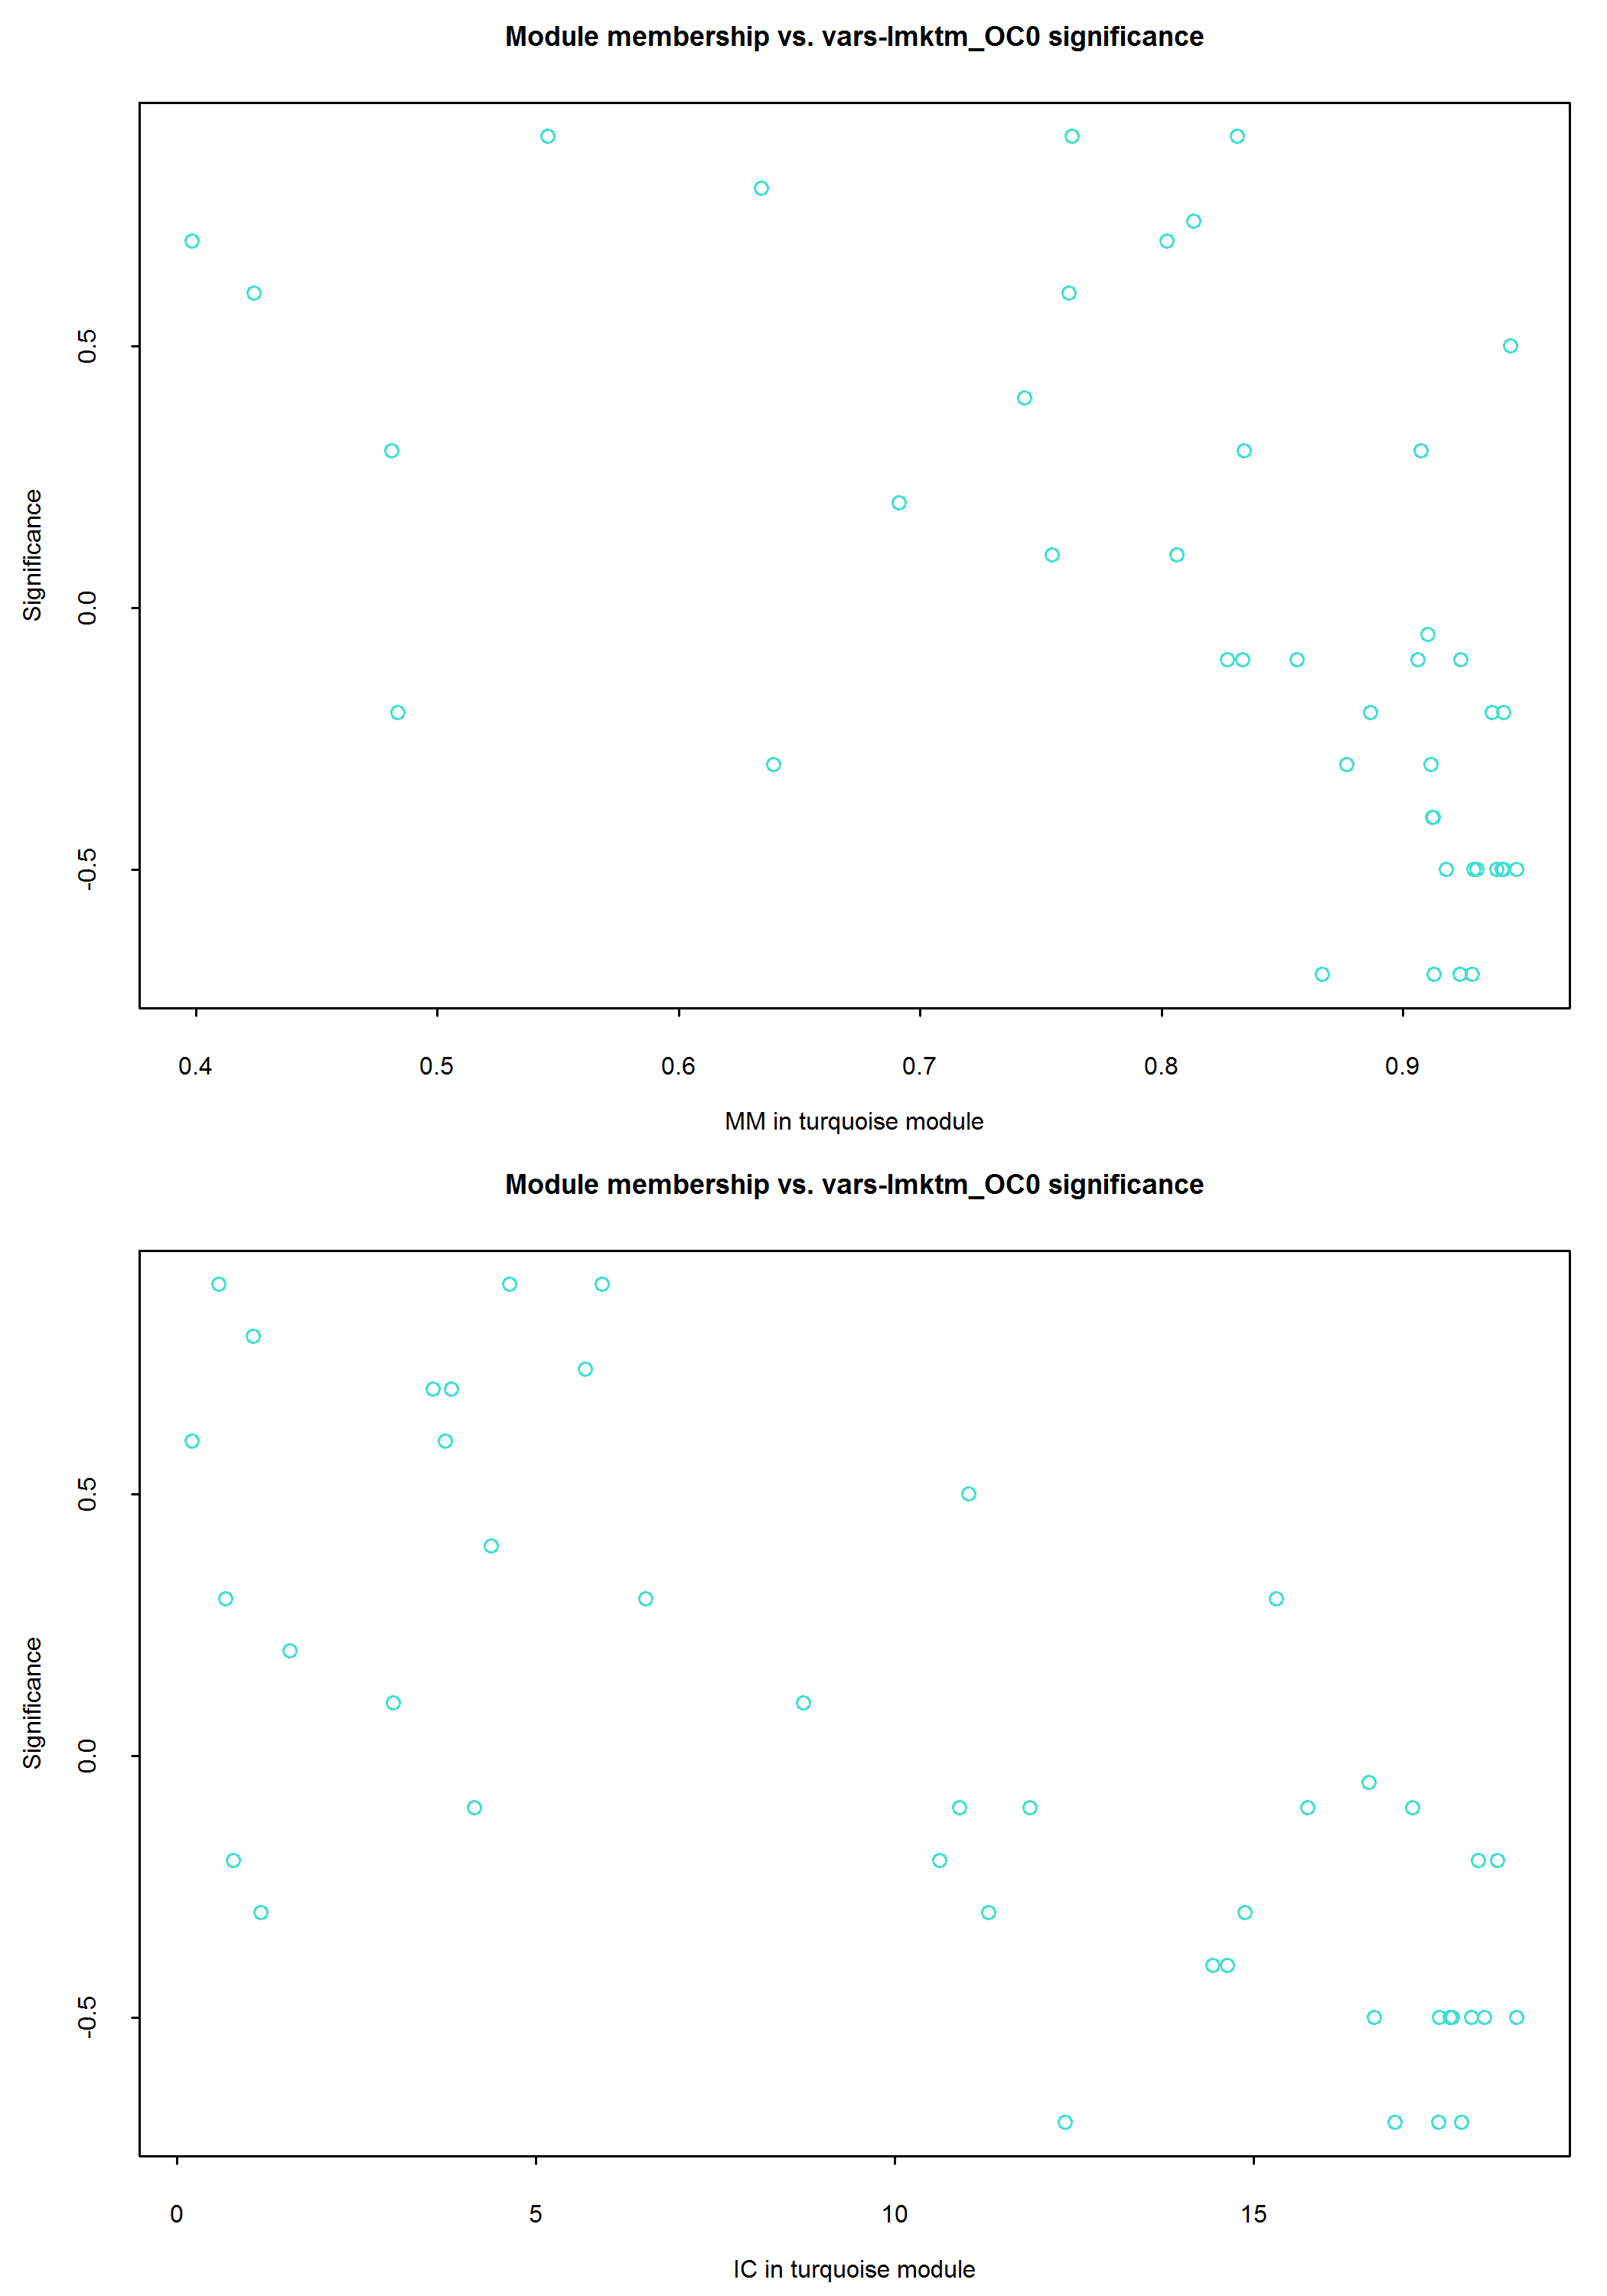 Module membership vs. vars-lmktm_OC0 significance
Significance
0.5
0.0
-0.5
0.4 0.5 0.6 0.7 0.8 0.9
MM in turquoise module
Module membership vs. vars-lmktm_OC0 significance
Significance
0.5
0.0
-0.5
0 5 10 15
IC in turquoise module